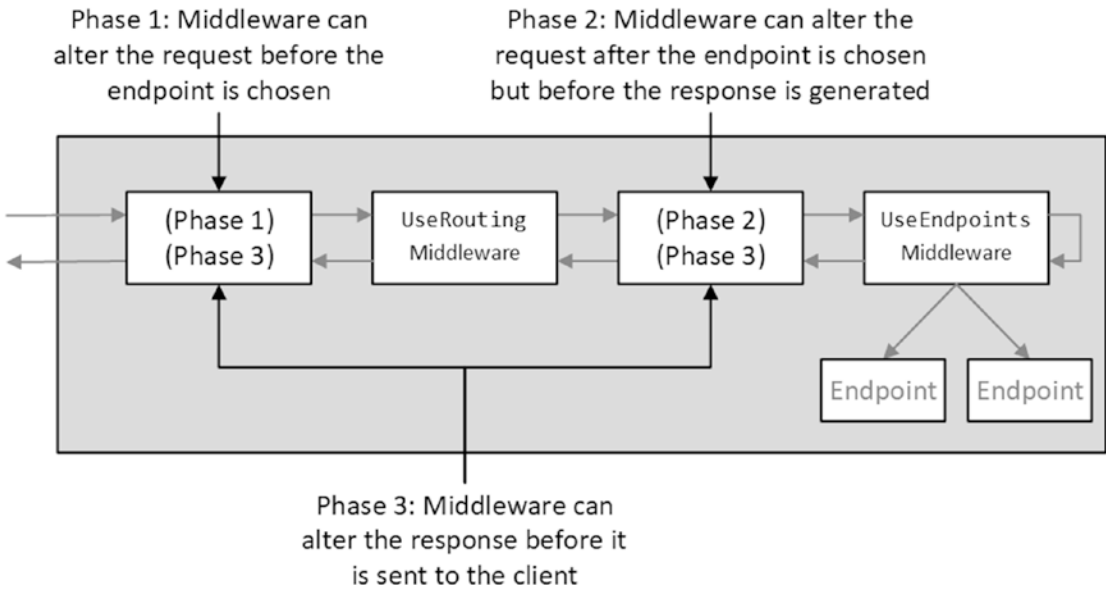 Phase 1: Middleware can
alter the request before the
endpoint is chosen
Phase 2: Middleware can alter the
request after the endpoint is chosen
but before the response is generated
(Phase 1)
(Phase 3)
UseRouting
Middleware
(Phase 2)
(Phase 3)
UseEndpoints
Middleware
Endpoint
Endpoint
Phase 3: Middleware can
alter the response before it
is sent to the client